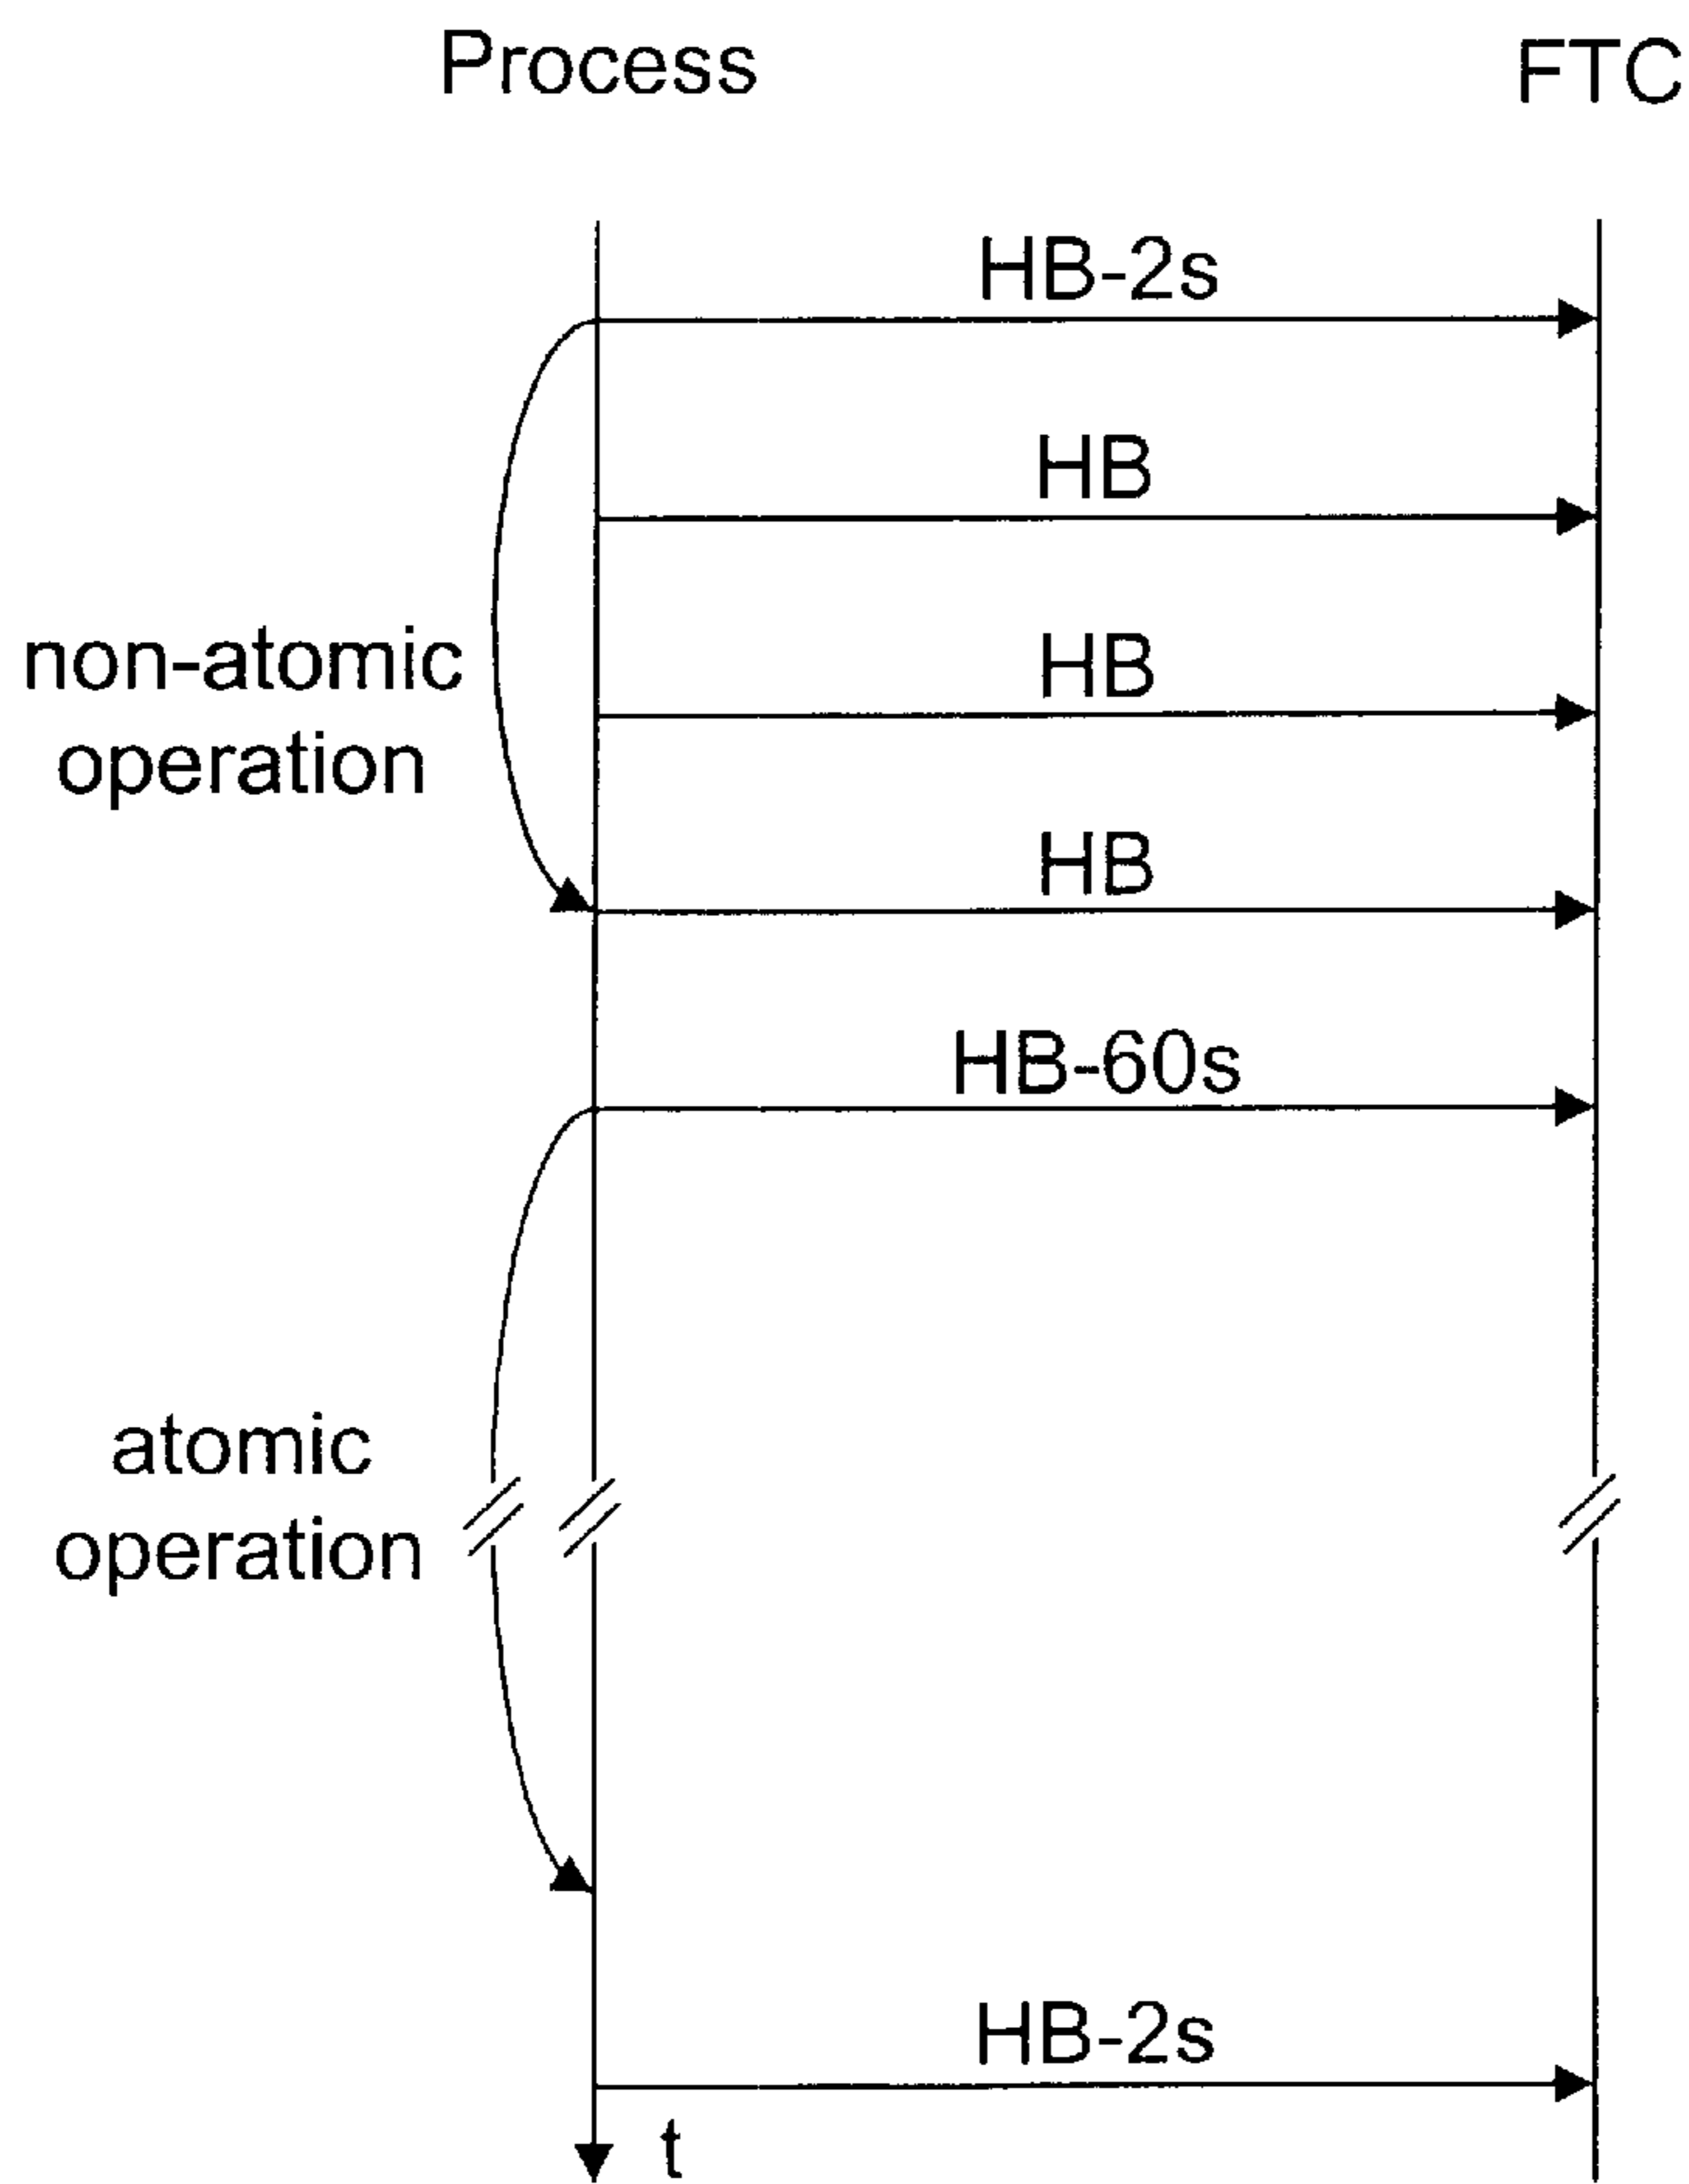 Process
FTC
HB-2s
HB
HB
non-atomic
operation
HB
HB-60s
atomic
operation
HB-2s
t